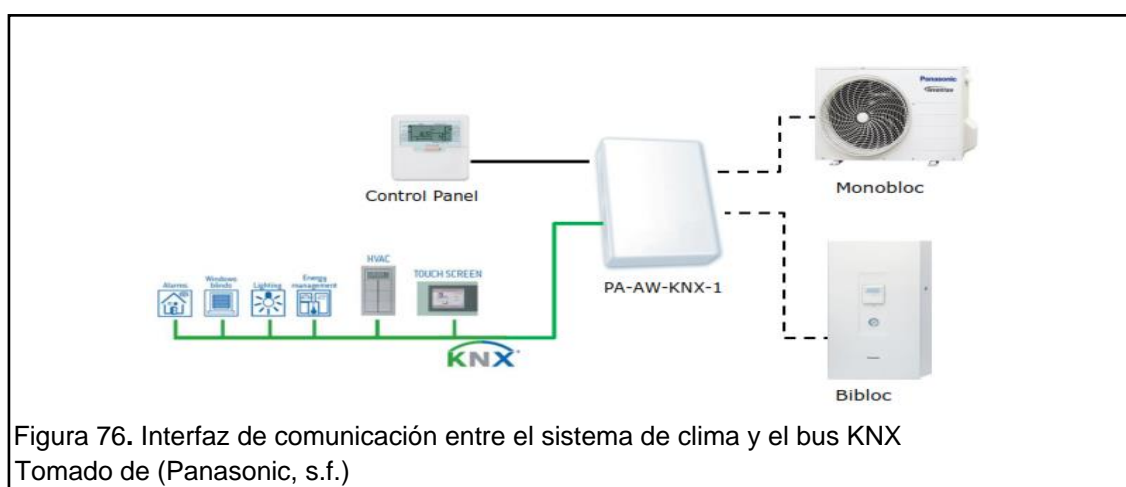 Panasonic
Control Panel
Monobloc
HVAC
TOUCH SCREEN
Alarms
Windows
blinds
Lighting
Energy
management
PA-AW-KNX-1
KNX
Bibloc
Figura 76. Interfaz de comunicación entre el sistema de clima y el bus KNX
Tomado de (Panasonic, s.f.)